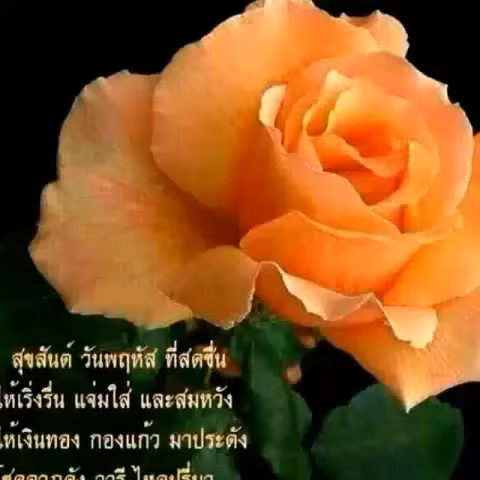 สุขสันต์ วันพฤหัส ที่สดชื่น
ให้เริงรื่น แจ่มใส่ และสมหวัง
ให้เงินทอง กองแก้ว มาประดัง